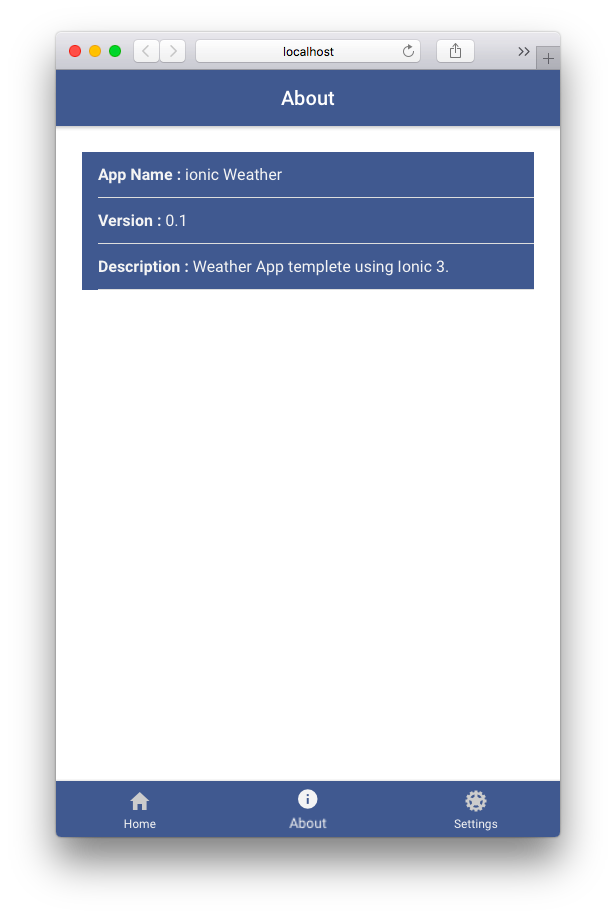 localhost
About
App Name : ionic Weather
Version : 0.1
Description : Weather App templete using Ionic 3.
Home
About
Settings